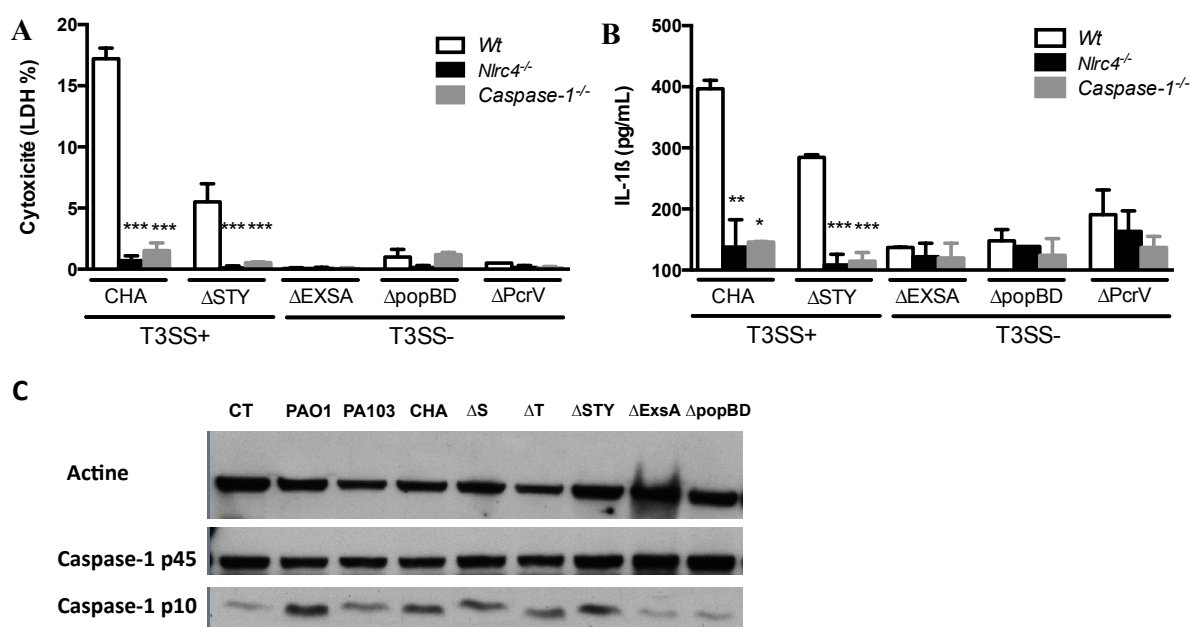 A
Cytoxicité (LDH %)
20
15
10
5
0
Wt
Nlrc4-/-
Caspase-1-/-
*** ***
*** ***
CHA ΔSTY ΔEXSA ΔpopBD ΔPcrV
T3SS+ T3SS-
B
IL-1ß (pg/mL)
500
400
300
200
100
Wt
Nlrc4-/-
Caspase-1-/-
** *
*** ***
CHA ΔSTY ΔEXSA ΔpopBD ΔPcrV
T3SS+ T3SS-
C
CT PAO1 PA103 CHA ΔS ΔT ΔSTY ΔExsA ΔpopBD
Actine
Caspase-1 p45
Caspase-1 p10